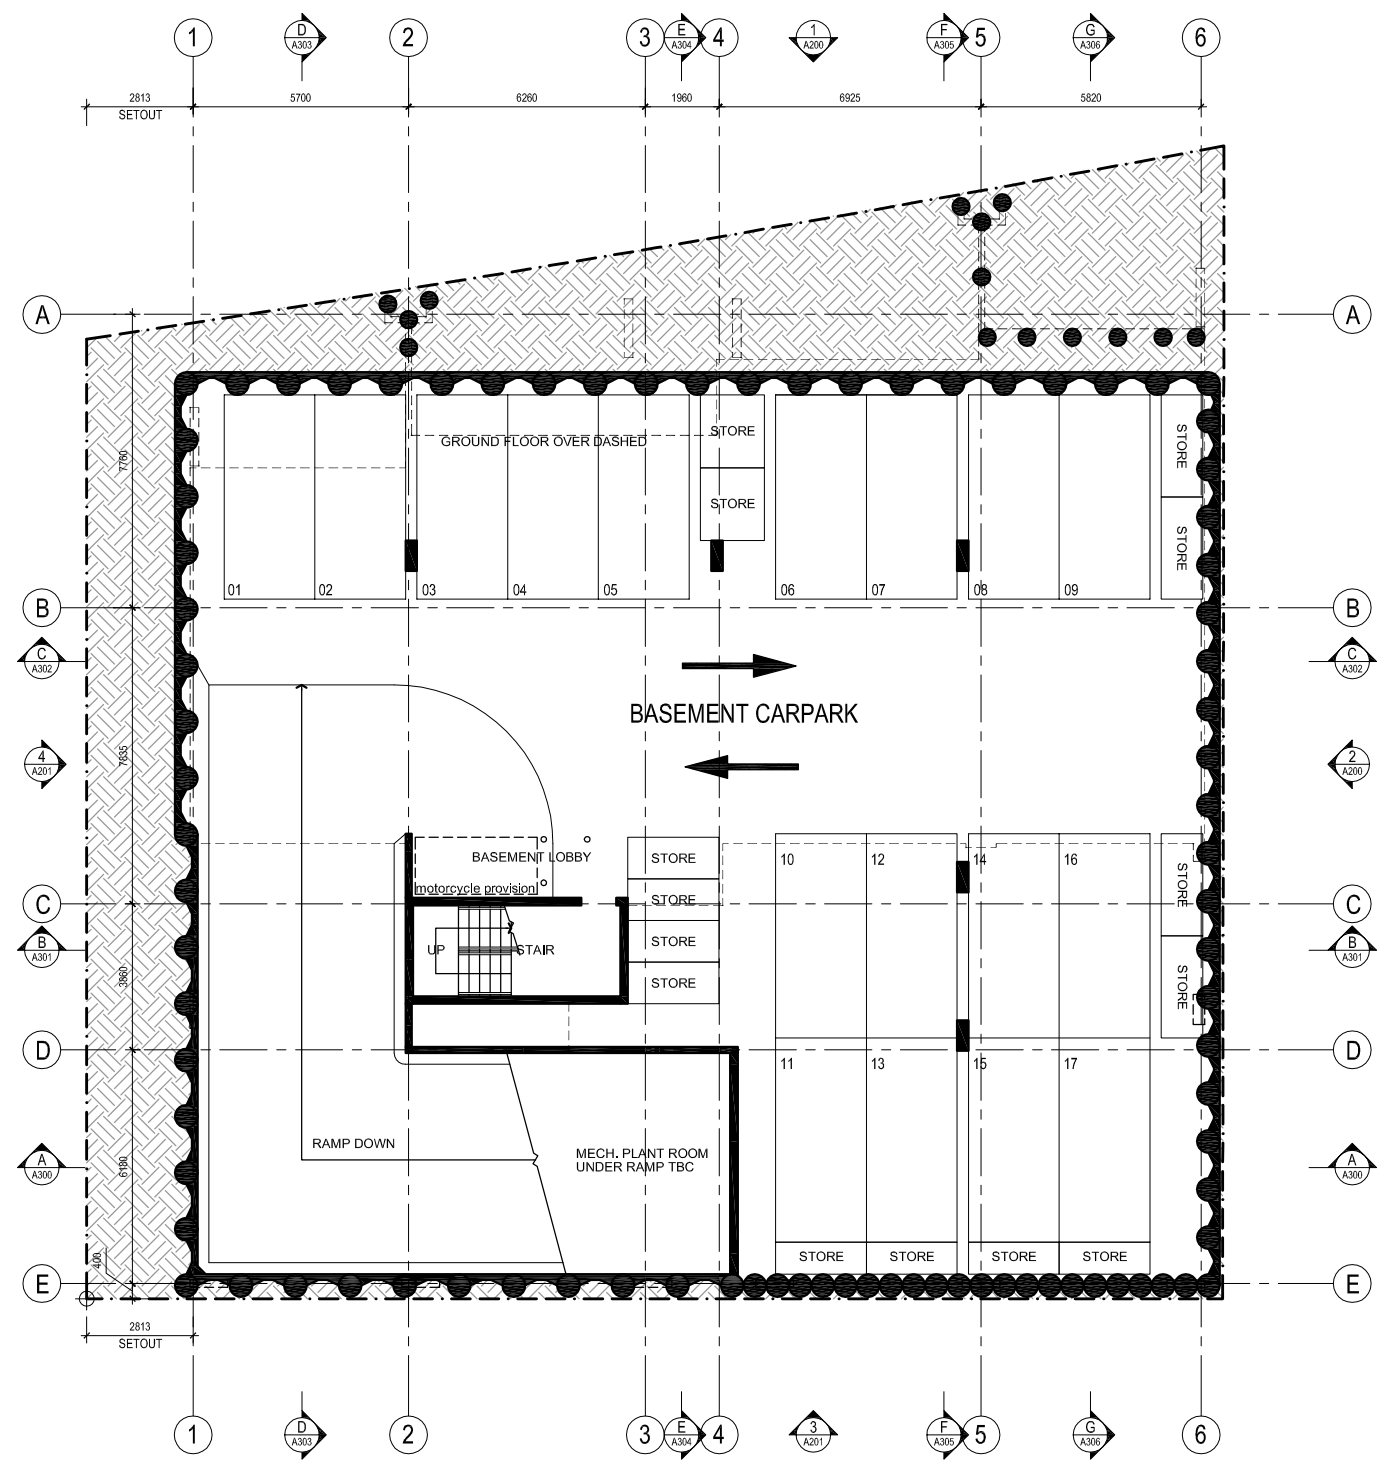 1 D A303 2 3 E A304 4 1 A200 F A305 5 G A306 6
2813 5700 6260 1960 6925 5820
SETOUT
A A
STORE STORE
GROUND FLOOR OVER DASHED
7760
STORE
STORE
01 02 03 04 05 06 07 08 09
B B
C A302 C A302
BASEMENT CARPARK
7835
4 A201 2 A200
BASEMENT LOBBY STORE 10 12 14 16
motorcycle provision
STORE STORE
C C
B A301 UP STAIR STORE B A301
3860
STORE STORE
D D
11 13 15 17
RAMP DOWN
MECH. PLANT ROOM
UNDER RAMP TBC
A A300 A A300
6180
400
STORE STORE STORE STORE
E E
2813
SETOUT
1 D A303 2 3 E A304 4 3 A201 F A305 5 G A306 6